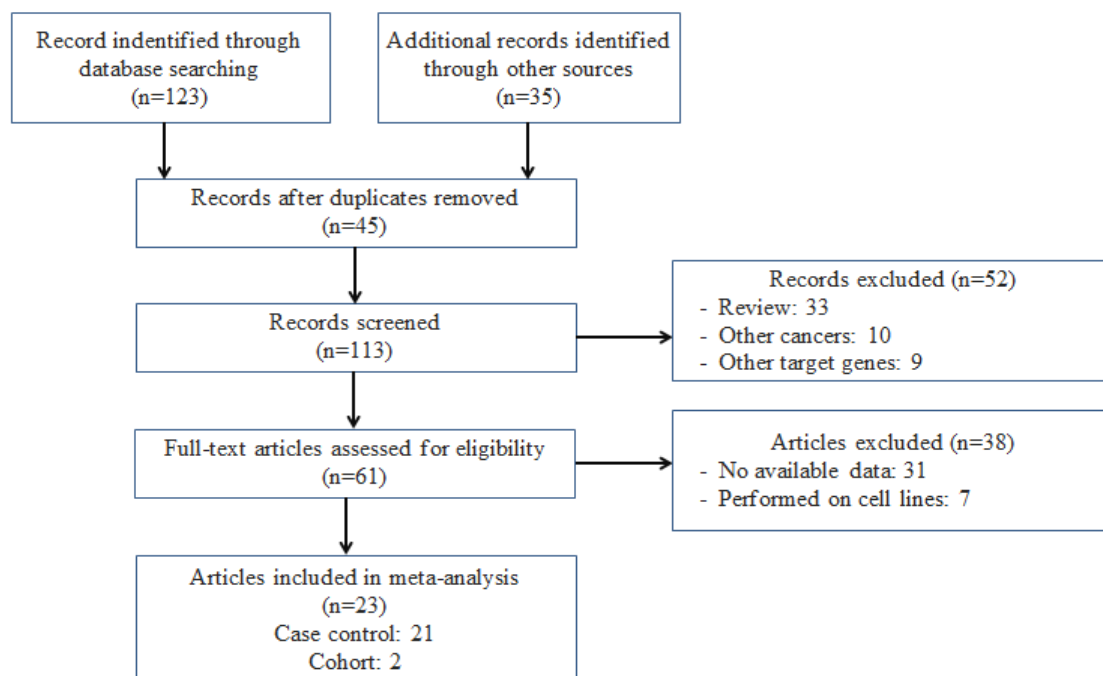 Record indentified through
database searching
(n=123)
Additional records identified
through other sources
(n=35)
Records after duplicates removed
(n=45)
Records screened
(n=113)
Records excluded (n=52)
- Review: 33
- Other cancers: 10
- Other target genes: 9
Full-text articles assessed for eligibility
(n=61)
Articles excluded (n=38)
- No available data: 31
- Performed on cell lines: 7
Articles included in meta-analysis
(n=23)
Case control: 21
Cohort: 2